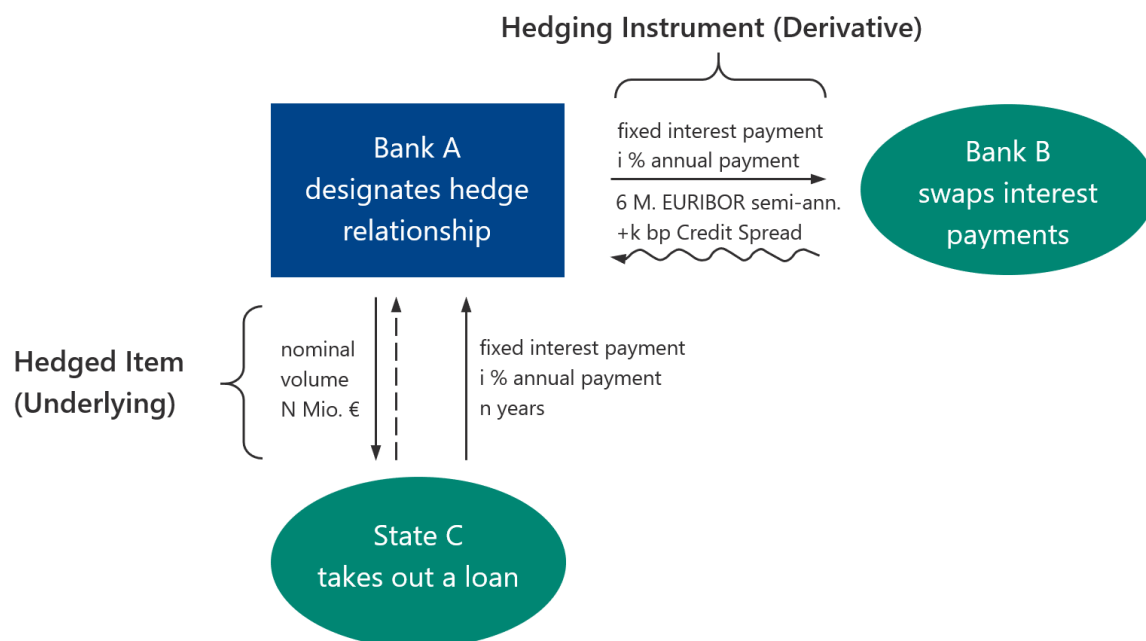 Hedging Instrument (Derivative)
Bank A
designates hedge
relationship
fixed interest payment
i % annual payment
6 M. EURIBOR semi-ann.
+k bp Credit Spread
Bank B
swaps interest
payments
Hedged Item
(Underlying)
nominal
volume
N Mio. €
fixed interest payment
i % annual payment
n years
State C
takes out a loan